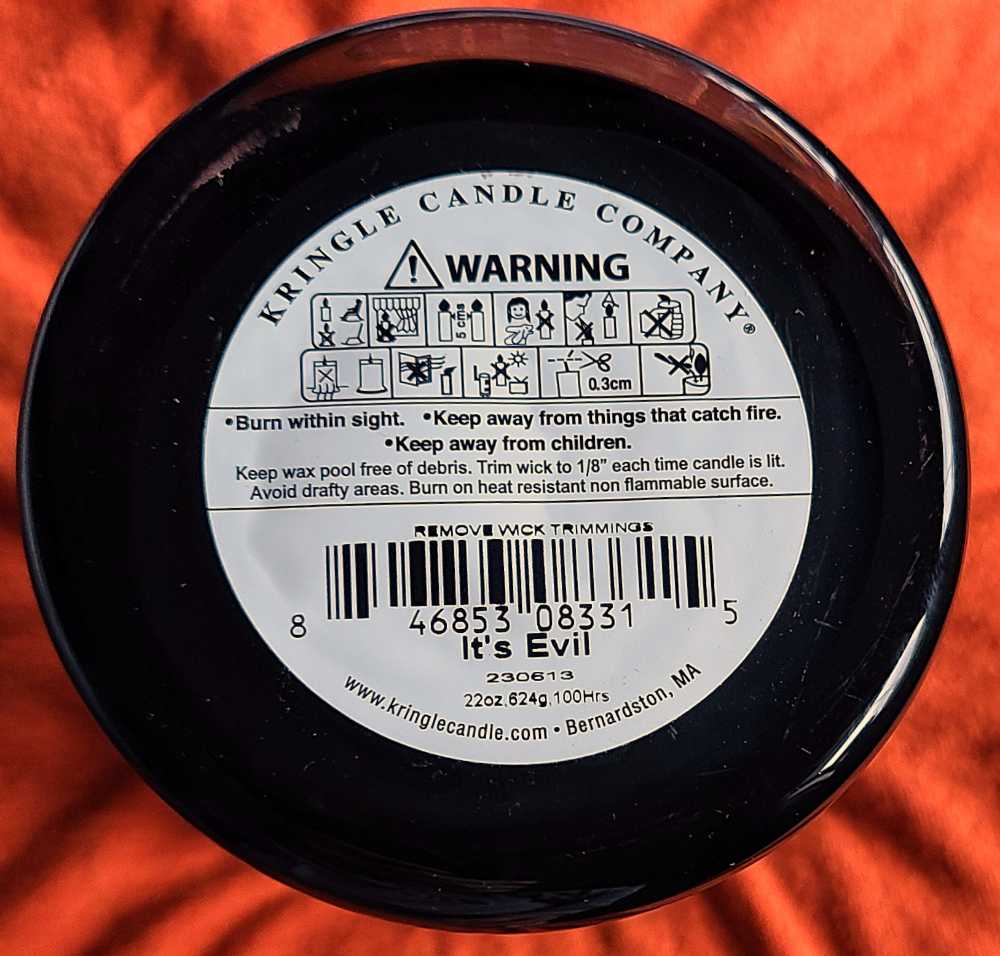 KRINGLE CANDLE COMPANY®
WARNING
5 cms
0.3cm
•Burn within sight. •Keep away from things that catch fire.
•Keep away from children.
Keep wax pool free of debris. Trim wick to 1/8" each time candle is lit.
Avoid drafty areas. Burn on heat resistant non flammable surface.
REMOVE WICK TRIMMINGS
8 46853 08331 5
It's Evil
230613
22oz,624g,100Hrs
www.kringlecandle.com • Bernardston, MA